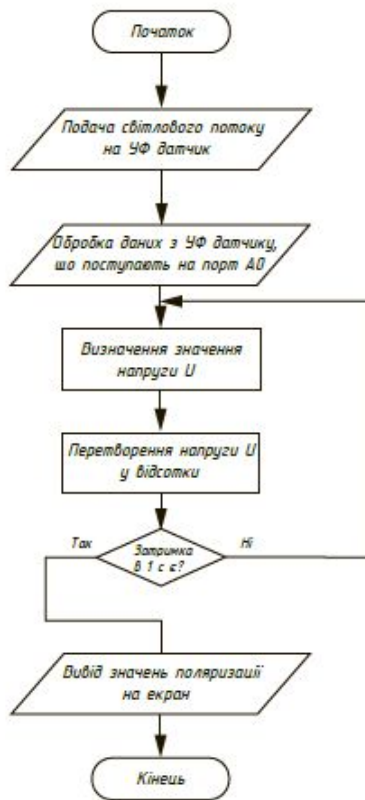 Початок
Подача світлового потоку
на УФ датчик
Обробка даних з УФ датчику,
що поступають на порт А0
Визначення значення
напруги U
Перетворення напруги U
у відсотки
Так
Затримка
в 1 с є?
Ні
Вивід значень поляризації
на екран
Кінець